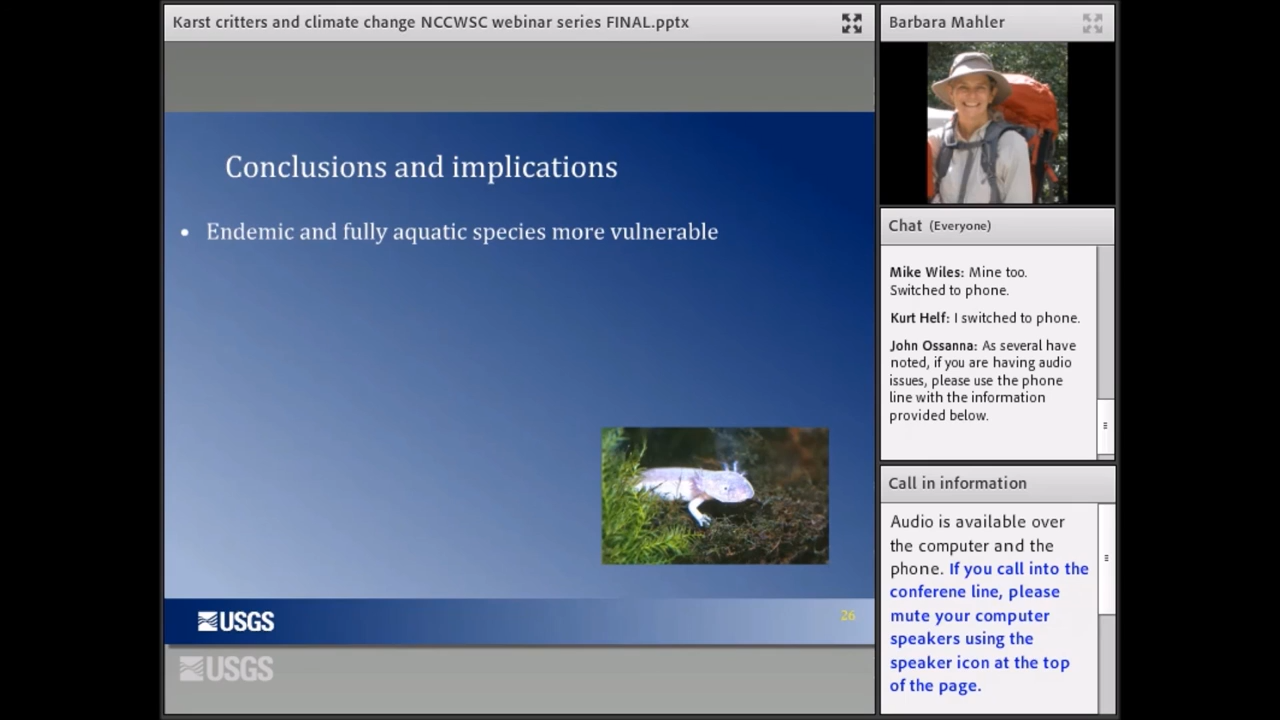 Karst critters and climate change NCCWSC webinar series FINAL.pptx
Conclusions and implications
• Endemic and fully aquatic species more vulnerable
USGS
26
USGS
Barbara Mahler
Chat (Everyone)
Mike Wiles: Mine too.
Switched to phone.
Kurt Helf: I switched to phone.
John Ossanna: As several have
noted, if you are having audio
issues, please use the phone
line with the information
provided below.
Call in information
Audio is available over
the computer and the
phone. If you call into the
conferene line, please
mute your computer
speakers using the
speaker icon at the top
of the page.